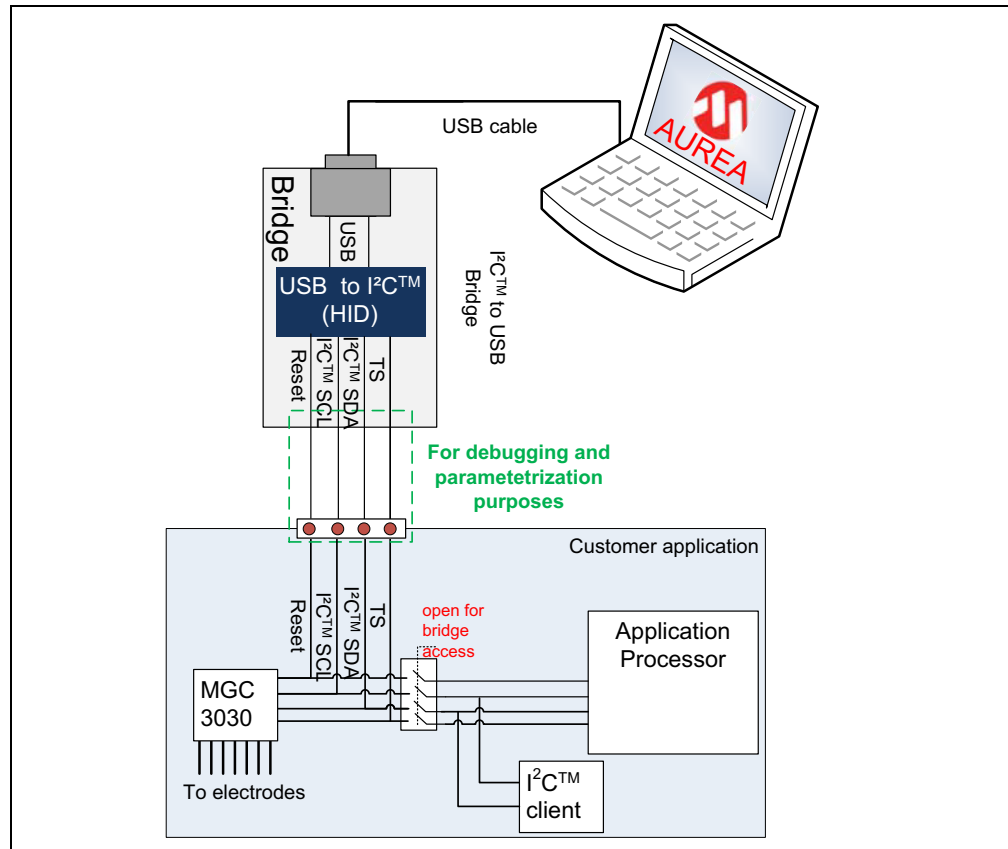 USB cable
AUREA
Bridge
USB
USB to I²C™
(HID)
I²C™ to USB
Bridge
Reset
I²C™ SCL
I²C™ SDA
TS
For debugging and
parametetrization
purposes
Customer application
Reset
I²C™ SCL
I²C™ SDA
TS
open for
bridge
access
Application
Processor
MGC
3030
To electrodes
I²C™
client